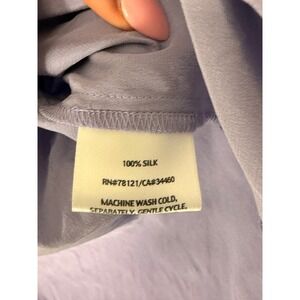 100% SILK
RN#78121/CA#34460
MACHINE WASH COLD,
SEPARATELY, GENTLE CYCLE.